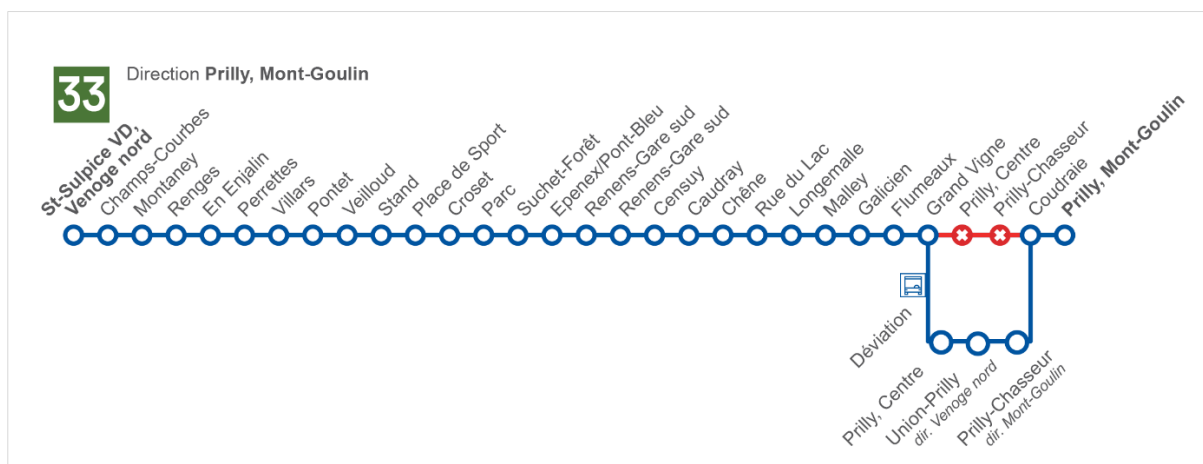 33
Direction Prilly, Mont-Goulin
St-Sulpice VD,
Venoge nord
Champs-Courbes
Montaney
Renges
En Enjalin
Perrettes
Villars
Pontet
Veilloud
Stand
Place de Sport
Croset
Parc
Suchet-Forêt
Epenex/Pont-Bleu
Renens-Gare sud
Renens-Gare sud
Censuy
Caudray
Chêne
Rue du Lac
Longemalle
Malley
Galicien
Flumeaux
Grand Vigne
Prilly, Centre
Prilly-Chasseur
Coudraie
Prilly, Mont-Goulin
Déviation
Prilly, Centre
Union-Prilly
dir. Venoge nord
Prilly-Chasseur
dir. Mont-Goulin